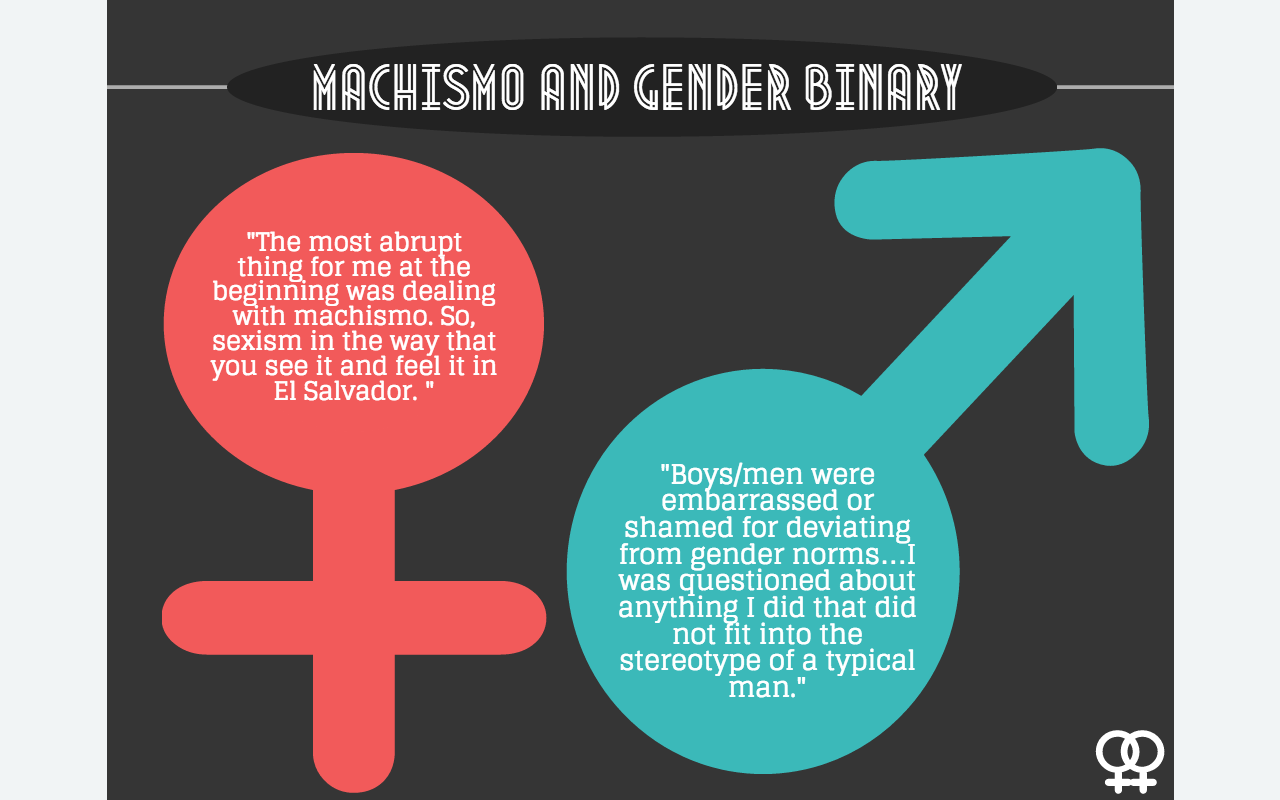 MACHISMO AND GENDER BINARY
"The most abrupt
thing for me at the
beginning was dealing
with machismo. So,
sexism in the way that
you see it and feel it in
El Salvador. "
"Boys/men were
embarrassed or
shamed for deviating
from gender norms...I
was questioned about
anything I did that did
not fit into the
stereotype of a typical
man."